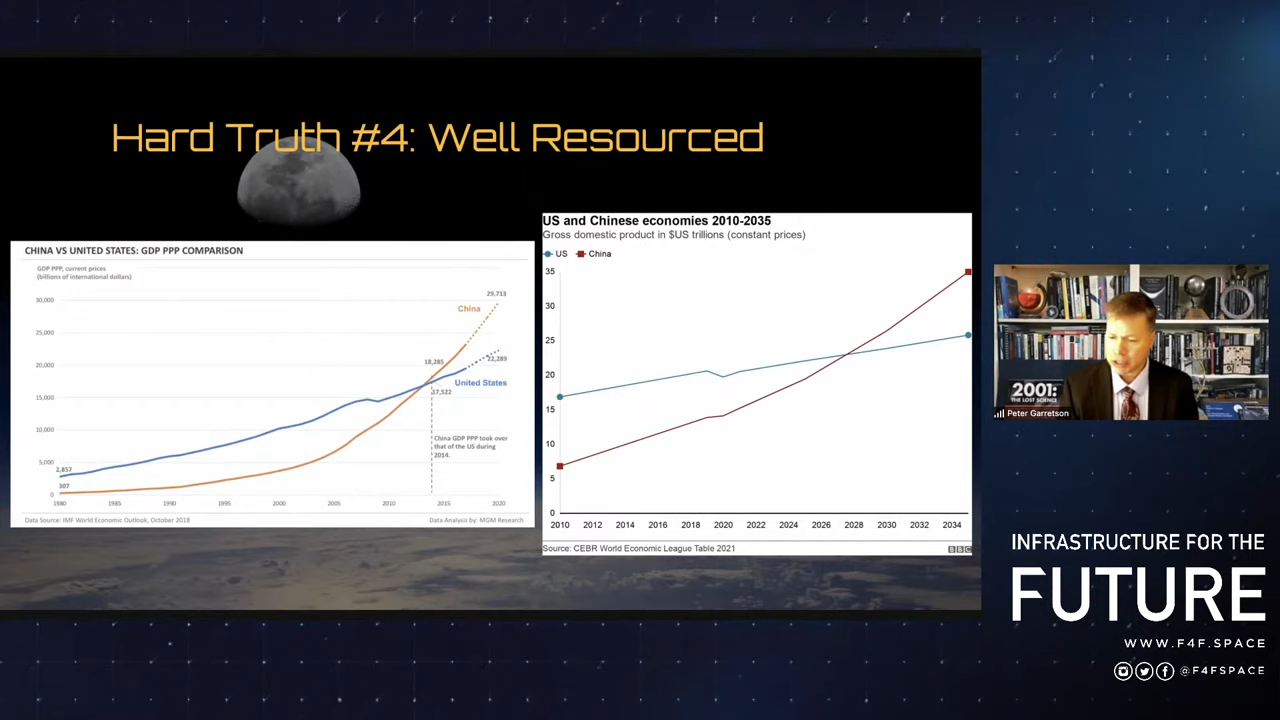 Hard Truth #4: Well Resourced
CHINA VS UNITED STATES: GDP PPP COMPARISON
GDP PPP, current prices
(billions of international dollars)
30,000
25,000
20,000
15,000
10,000
5,000
0
2,857
307
18,285
17,522
29,713
22,289
China
United States
China GDP PPP took over
that of the US during
2014.
1980 1985 1990 1995 2000 2005 2010 2015 2020
Data Source: IMF World Economic Outlook, October 2018
Data Analysis by: MGM Research
US and Chinese economies 2010-2035
Gross domestic product in $US trillions (constant prices)
US China
35
30
25
20
15
10
5
0
2010 2012 2014 2016 2018 2020 2022 2024 2026 2028 2030 2032 2034
Source: CEBR World Economic League Table 2021
BBC
2001:
THE LOST SCIENCE
Peter Garretson
INFRASTRUCTURE FOR THE
FUTURE
WWW.F4F.SPACE
@F4FSPACE